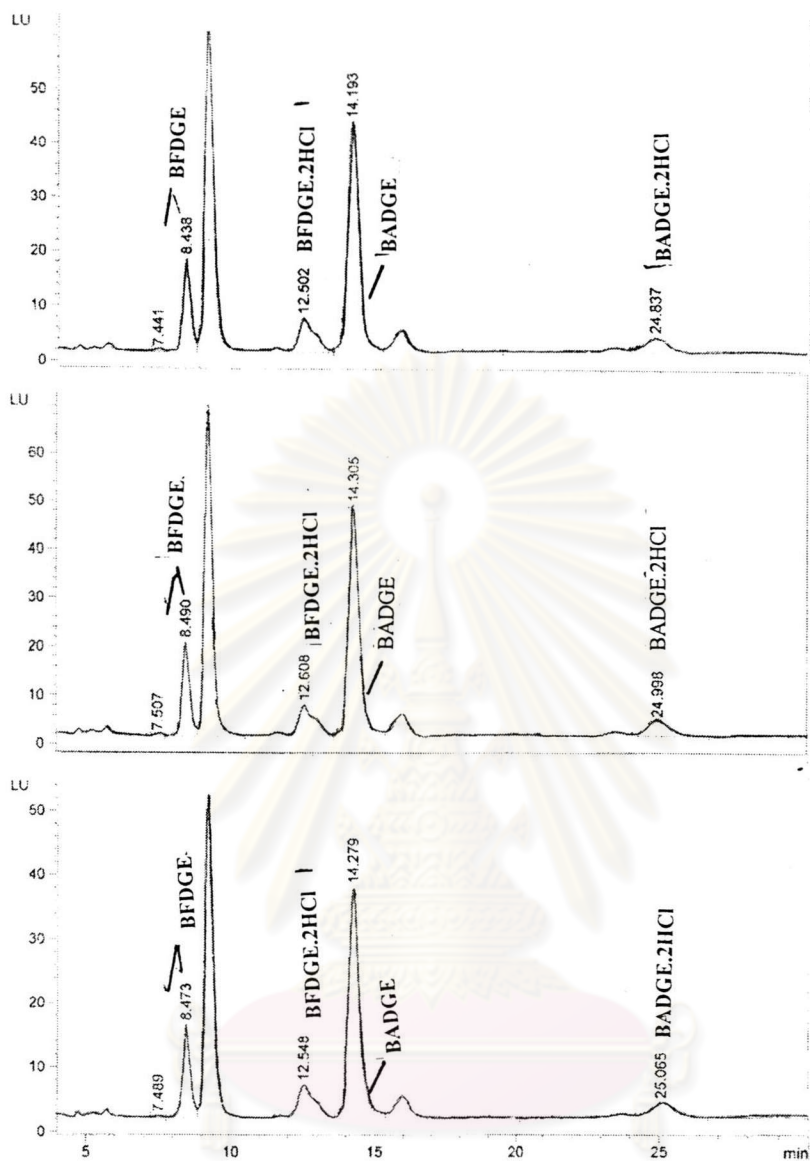 LU
50
40
30
20
10
0
7.441
BFDGE
8.438
12.502 BFDGE.2HCl
14.193
BADGE
24.837
BADGE.2HCl
LU
60
50
40
30
20
10
0
7.507
BFDGE.
8.490
12.608 BFDGE.2HCl
14.305
BADGE
24.998 BADGE.2HCl
LU
50
40
30
20
10
0
7.489
BFDGE
8.473
12.548 BFDGE.2HCl
14.279
BADGE
25.065 BADGE.2HCl
5 10 15 20 25 min